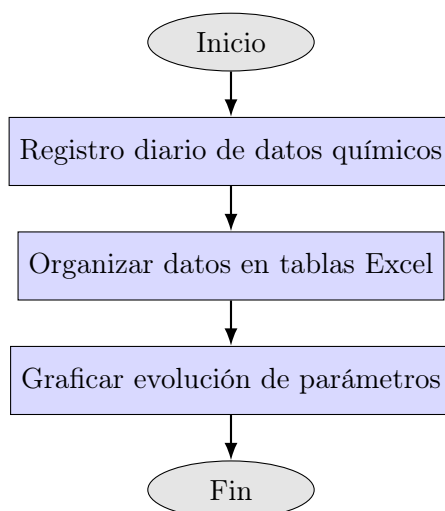 Inicio
Registro diario de datos químicos
Organizar datos en tablas Excel
Graficar evolución de parámetros
Fin